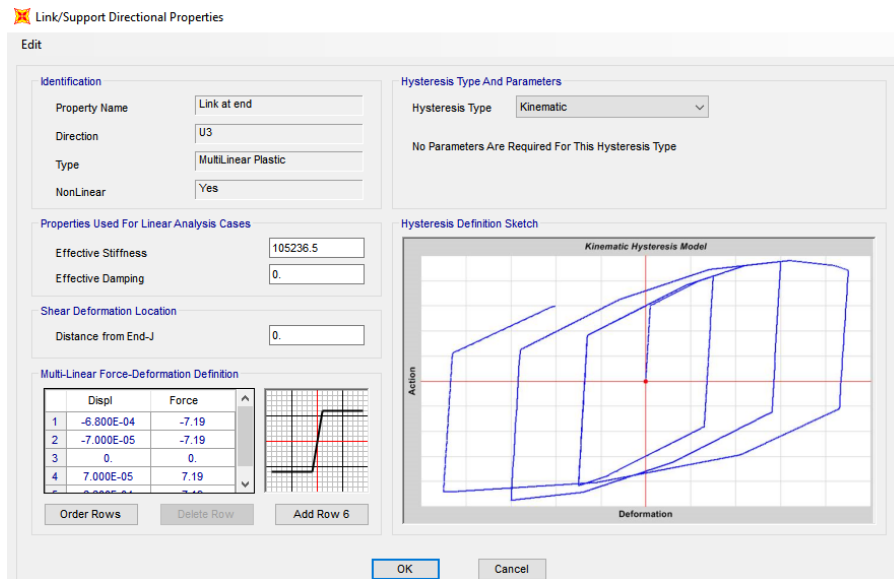 Link/Support Directional Properties
Edit
Identification
Property Name Link at end
Direction U3
Type MultiLinear Plastic
NonLinear Yes
Hysteresis Type And Parameters
Hysteresis Type Kinematic
No Parameters Are Required For This Hysteresis Type
Properties Used For Linear Analysis Cases
Effective Stiffness 105236.5
Effective Damping 0.
Shear Deformation Location
Distance from End-J 0.
Multi-Linear Force-Deformation Definition
Displ Force
1 -6.800E-04 -7.19
2 -7.000E-05 -7.19
3 0. 0.
4 7.000E-05 7.19
Order Rows Delete Row Add Row 6
Hysteresis Definition Sketch
Kinematic Hysteresis Model
Action
Deformation
OK Cancel